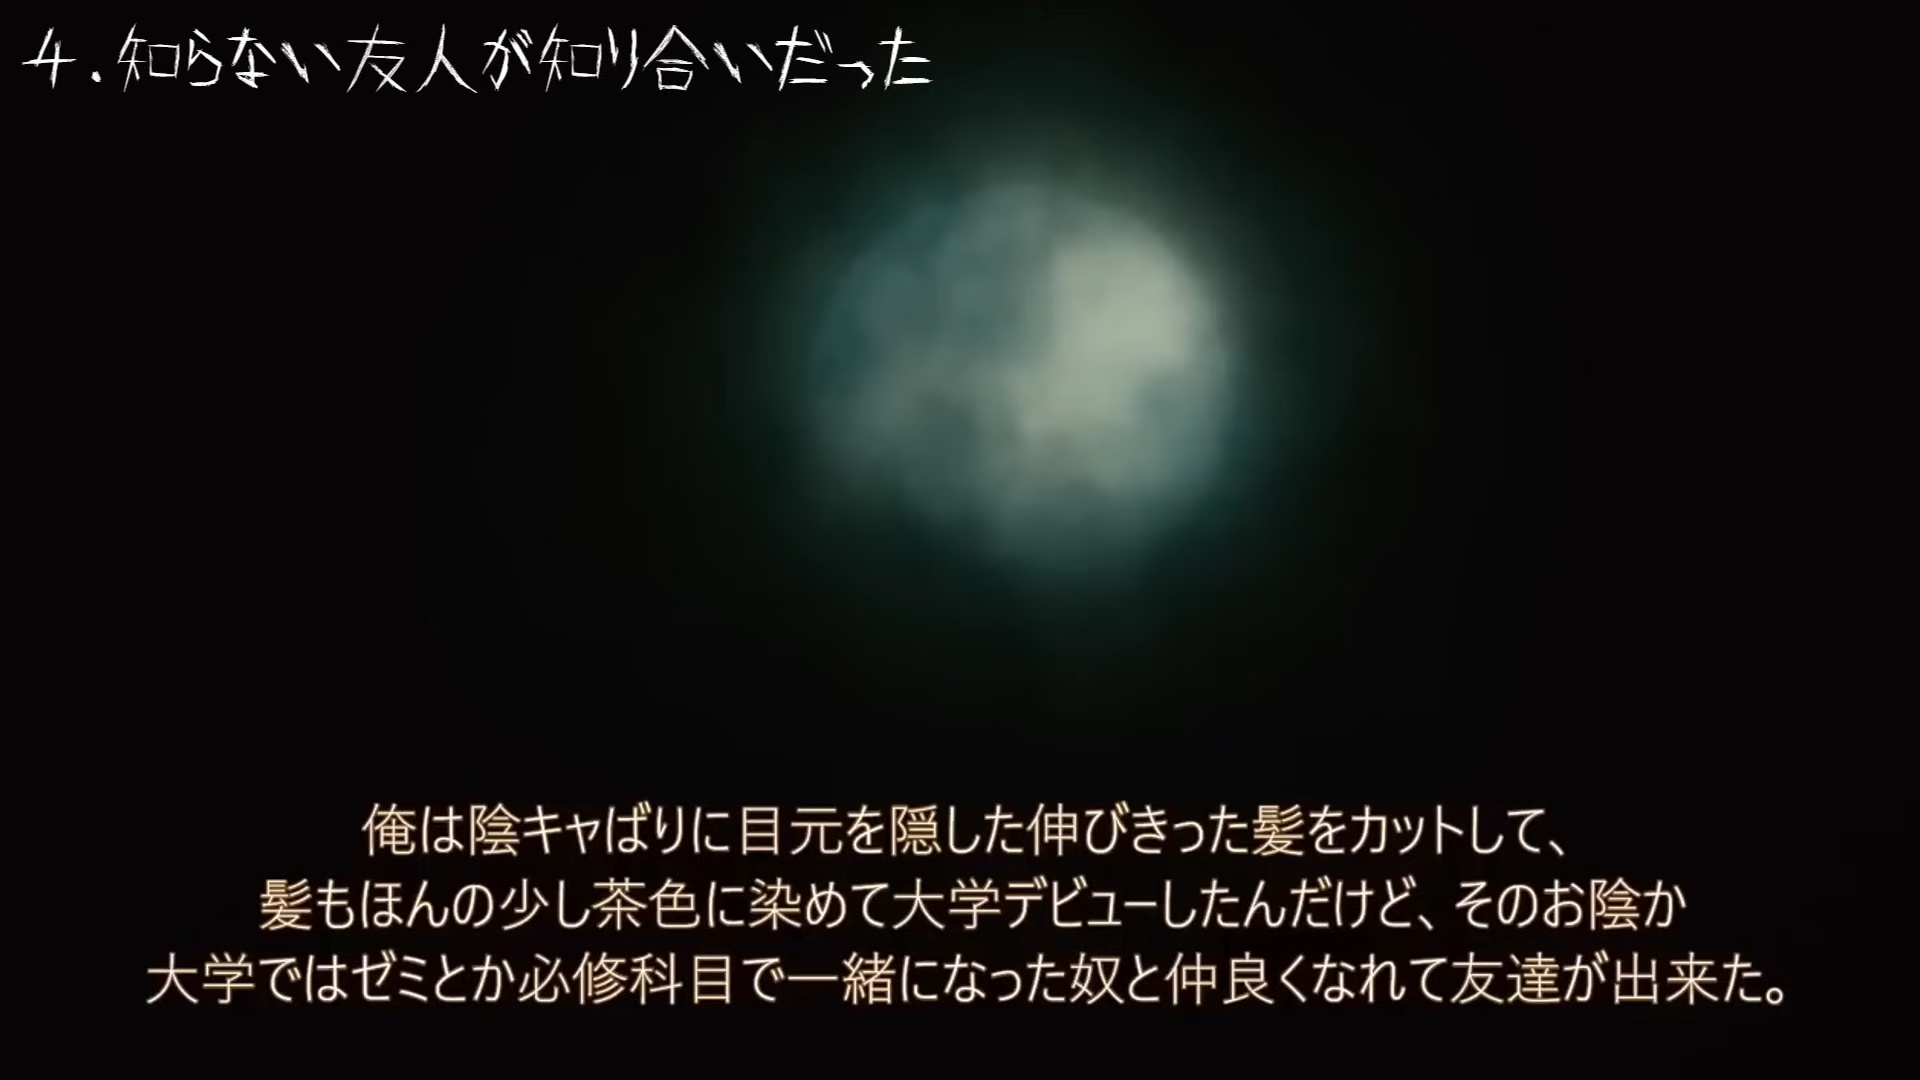 4.知らない友人が知り合いだった
俺は陰キャばりに目元を隠した伸びきった髪をカットして、
髪もほんの少し茶色に染めて大学デビューしたんだけど、そのお陰か
大学ではゼミとか必修科目で一緒になった奴と仲良くなれて友達が出来た。